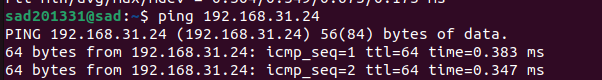 sad201331@sad:~$ ping 192.168.31.24
PING 192.168.31.24 (192.168.31.24) 56(84) bytes of data.
64 bytes from 192.168.31.24: icmp_seq=1 ttl=64 time=0.383 ms
64 bytes from 192.168.31.24: icmp_seq=2 ttl=64 time=0.347 ms